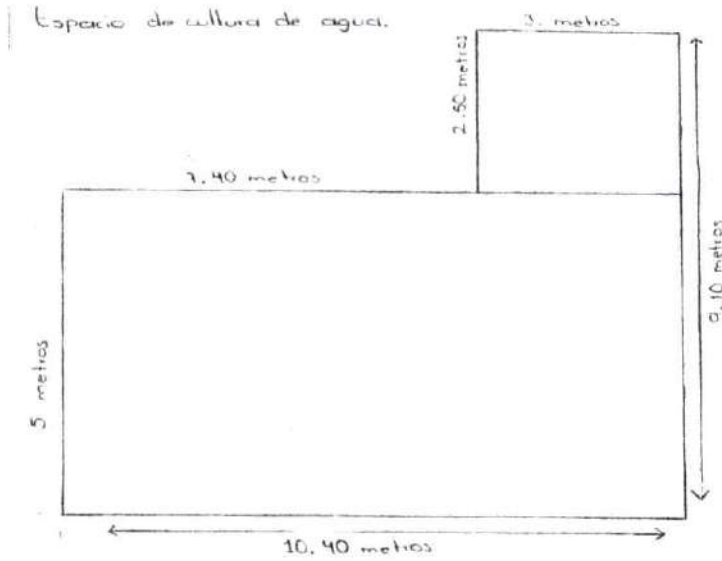 Espacio de cultura de agua.
3. metros
2.50 metros
7.40 metros
9.10 metros
5 metros
10.40 metros